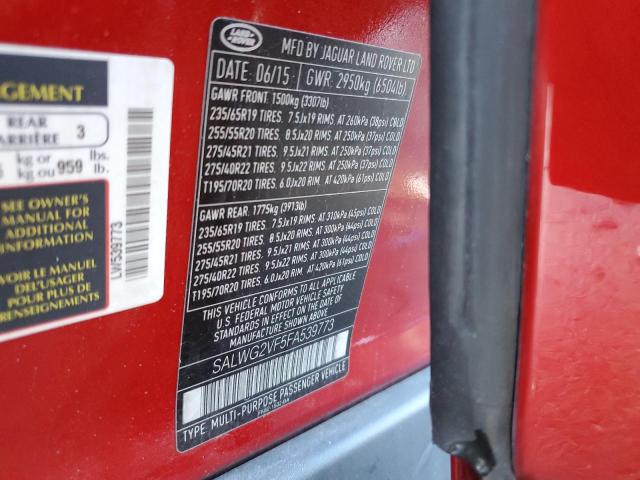 AGEMENT
REAR
ARRIÈRE 3
kg or
kg ou 959 lbs.
lb.
SEE OWNER'S
MANUAL FOR
ADDITIONAL
INFORMATION
VOIR LE MANUEL
DEL'USAGER
POUR PLUS DE
RENSEIGNEMENTS
LWF539773
LAND ROVER
MFD BY JAGUAR LAND ROVER LTD
DATE: 06/15 GWR: 2950kg (6504lb)
GAWR FRONT: 1500kg (3307lb)
235/65R19 TIRES, 7.5Jx19 RIMS, AT 260kPa (38psi) COLD
255/55R20 TIRES, 8.5Jx20 RIMS, AT 250kPa (37psi) COLD
275/45R21 TIRES, 9.5Jx21 RIMS, AT 250kPa (37psi) COLD
275/40R22 TIRES, 9.5Jx22 RIMS, AT 250kPa (37psi) COLD
T195/70R20 TIRES, 6.0Jx20 RIM, AT 420kPa (61psi) COLD
GAWR REAR: 1775kg (3913lb)
235/65R19 TIRES, 7.5Jx19 RIMS, AT 310kPa (45psi) COLD
255/55R20 TIRES, 8.5Jx20 RIMS, AT 300kPa (44psi) COLD
275/45R21 TIRES, 9.5Jx21 RIMS, AT 300kPa (44psi) COLD
275/40R22 TIRES, 9.5Jx22 RIMS, AT 300kPa (44psi) COLD
T195/70R20 TIRES, 6.0Jx20 RIM, AT 420kPa (61psi) COLD
THIS VEHICLE CONFORMS TO ALL APPLICABLE
U.S. FEDERAL MOTOR VEHICLE SAFETY STANDARDS
IN EFFECT ON THE DATE OF MANUFACTURE SHOWN ABOVE
SALWG2VF5FA539773
TYPE: MULTI-PURPOSE PASSENGER VEHICLE